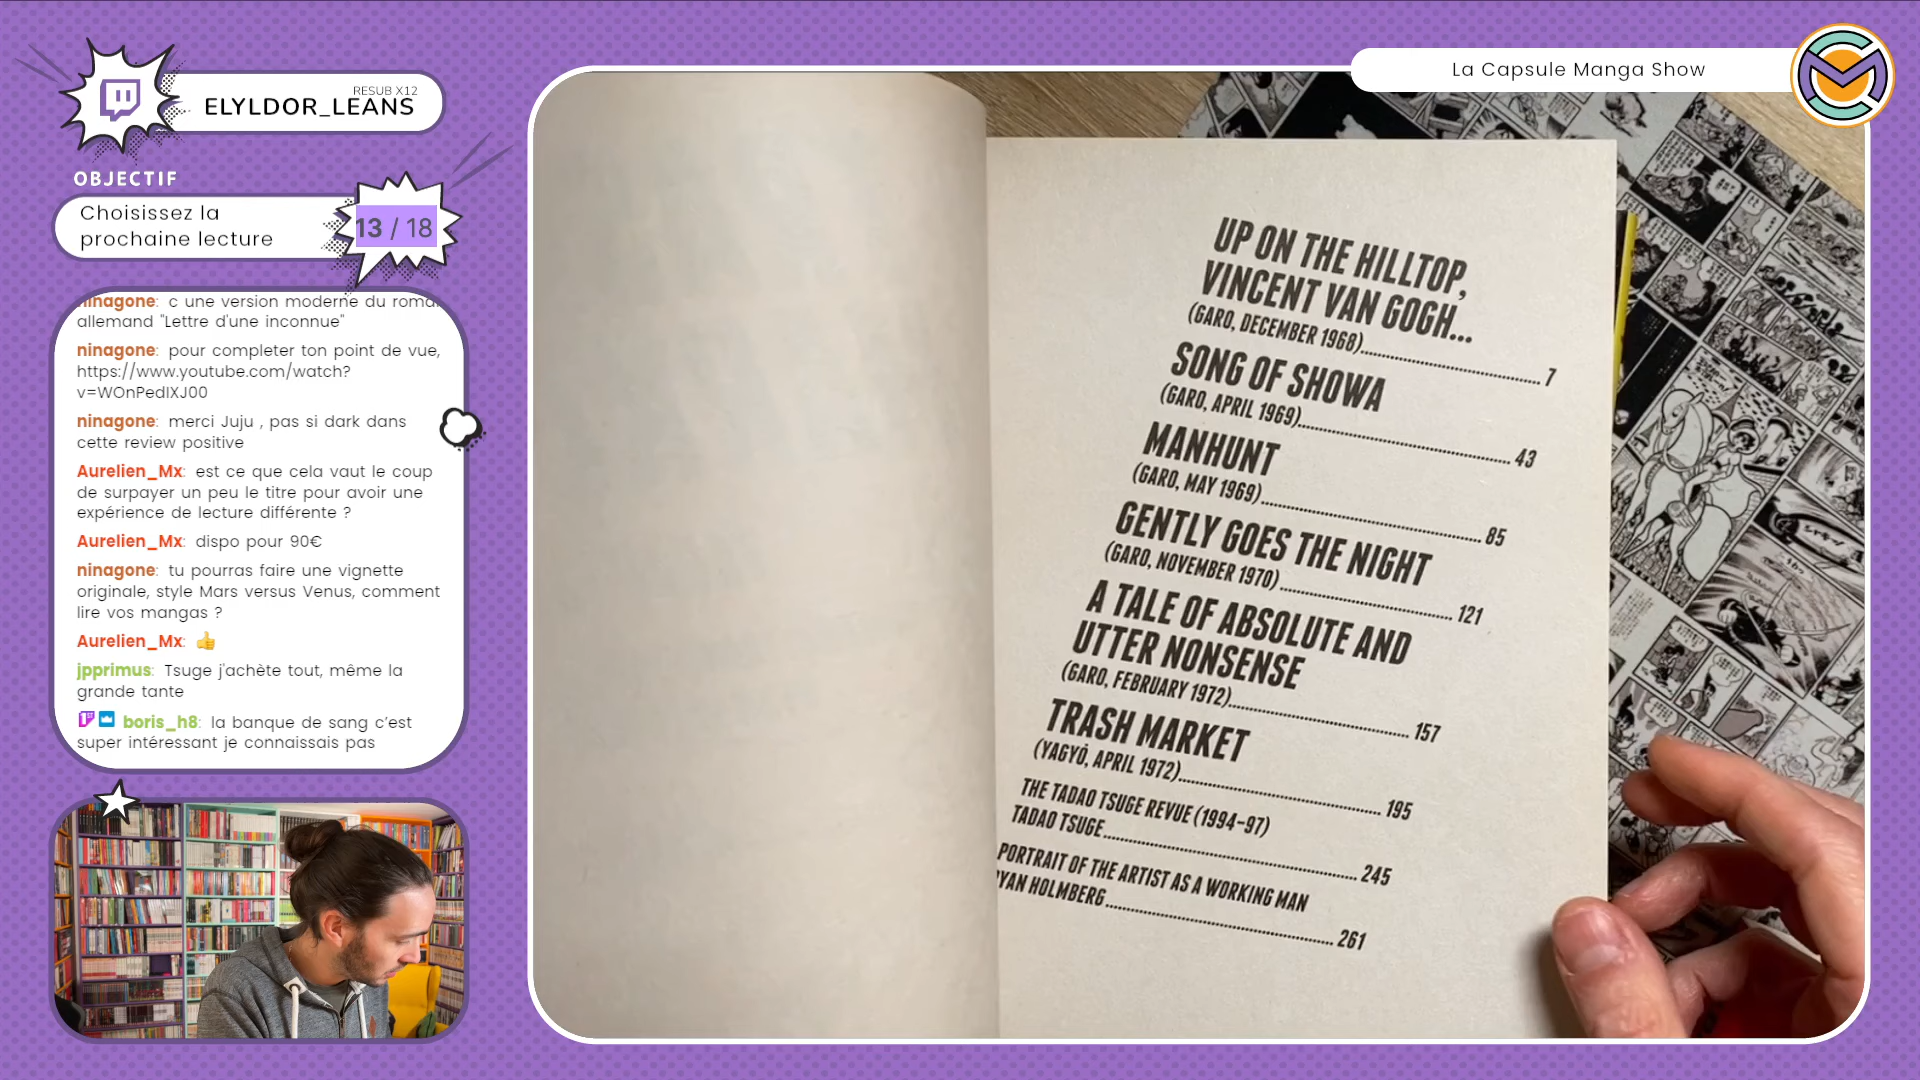 RESUB X12
ELYLDOR_LEANS
OBJECTIF
Choisissez la
prochaine lecture
13 / 18
ninagone: c une version moderne du roma
allemand "Lettre d'une inconnue"
ninagone: pour completer ton point de vue,
https://www.youtube.com/watch?
v=WOnPedIXJ00
ninagone: merci Juju , pas si dark dans
cette review positive
Aurelien_Mx: est ce que cela vaut le coup
de surpayer un peu le titre pour avoir une
expérience de lecture différente ?
Aurelien_Mx: dispo pour 90€
ninagone: tu pourras faire une vignette
originale, style Mars versus Venus, comment
lire vos mangas ?
Aurelien_Mx: 👍
jpprimus: Tsuge j'achète tout, même la
grande tante
boris_h8: la banque de sang c'est
super intéressant je connaissais pas
La Capsule Manga Show
UP ON THE HILLTOP,
VINCENT VAN GOGH...
(GARO, DECEMBER 1968)........................7
SONG OF SHOWA
(GARO, APRIL 1969)........................43
MANHUNT
(GARO, MAY 1969)........................85
GENTLY GOES THE NIGHT
(GARO, NOVEMBER 1970)........................121
A TALE OF ABSOLUTE AND
UTTER NONSENSE
(GARO, FEBRUARY 1972)........................157
TRASH MARKET
(YAGYŌ, APRIL 1972)........................195
THE TADAO TSUGE REVUE (1994-97)
TADAO TSUGE........................245
PORTRAIT OF THE ARTIST AS A WORKING MAN
RYAN HOLMBERG........................261